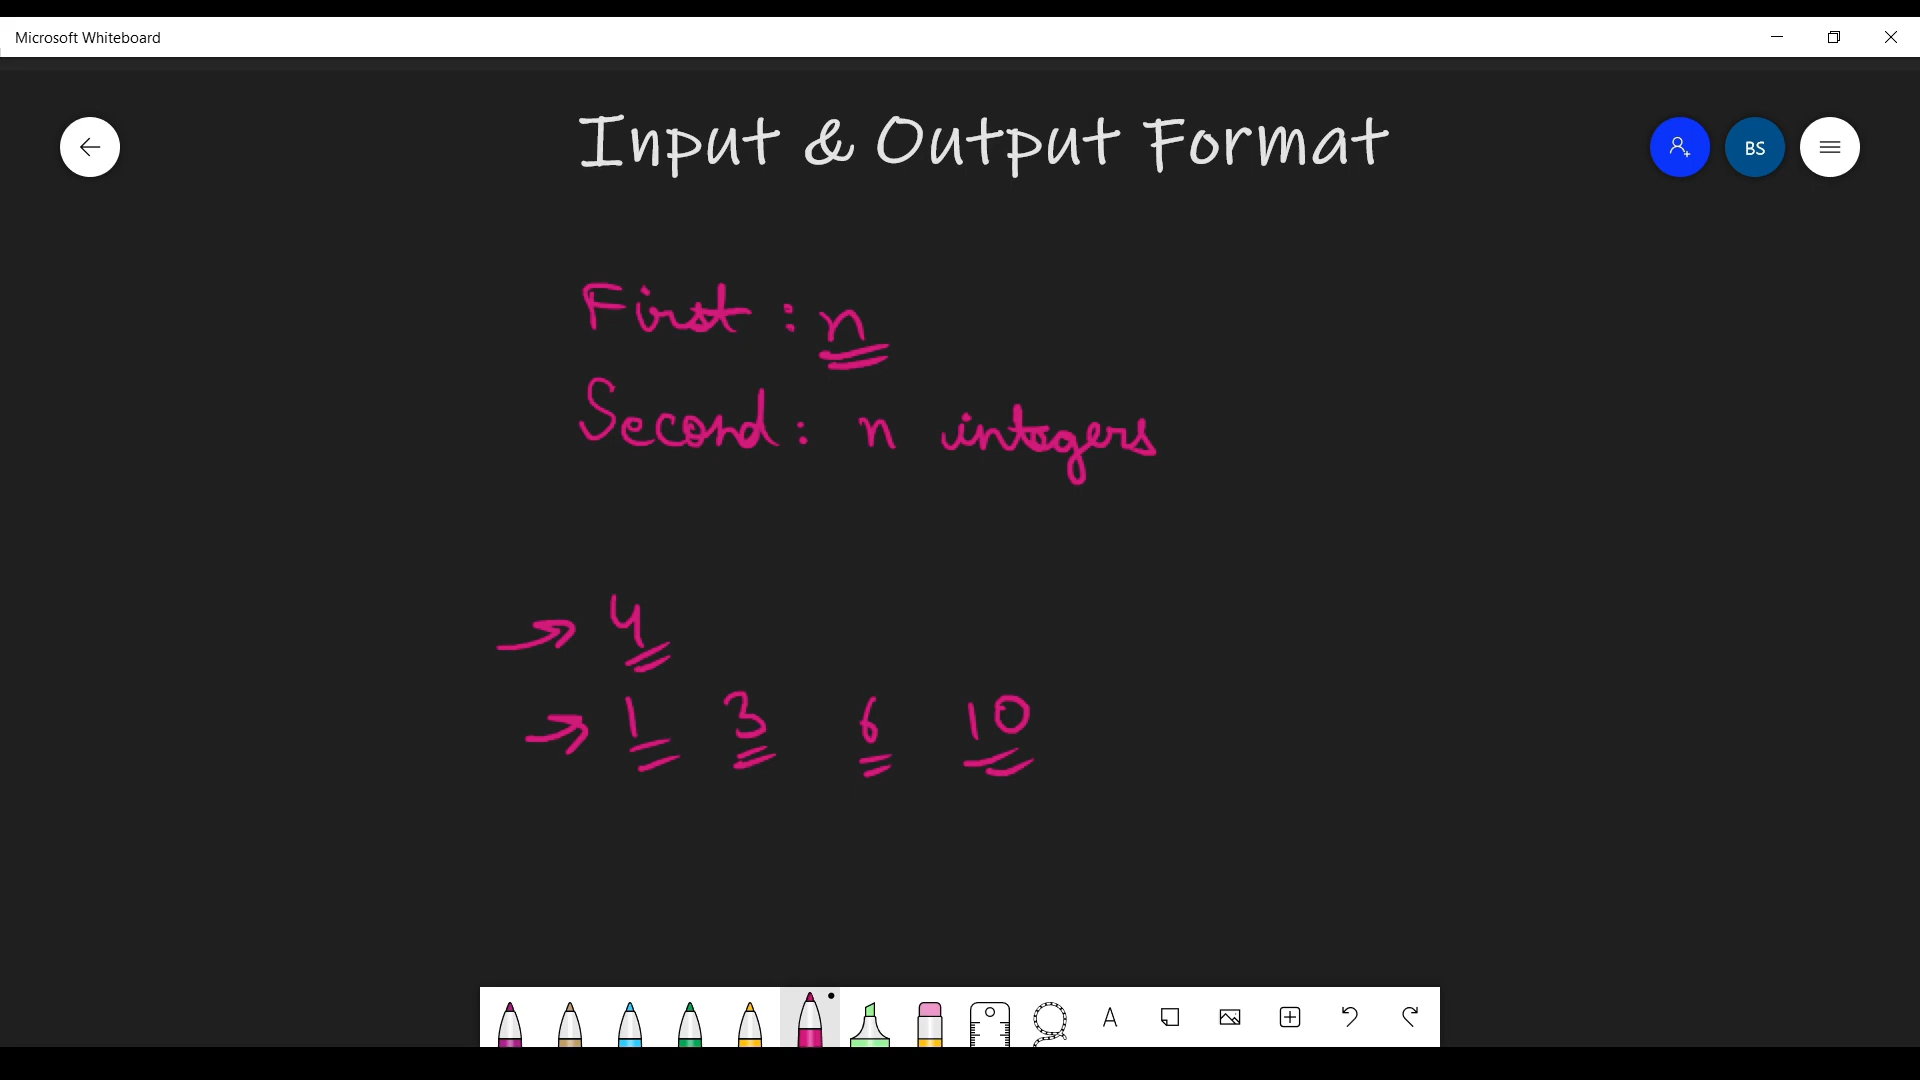 Microsoft Whiteboard
Input & Output Format
BS
First : n
Second : n integers
→ 4
→ 1 3 6 10
A